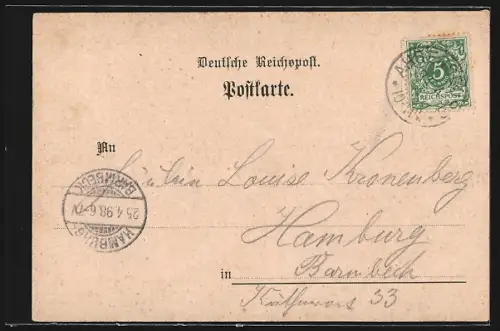 Deutsche Reichspost.
Postkarte.
5
REICHSPOST
An
Fräulein Louise Kronenberg
Hamburg
in Barmbeck
33
HAMBURG
25.4.98.6-7N
BARMBECK